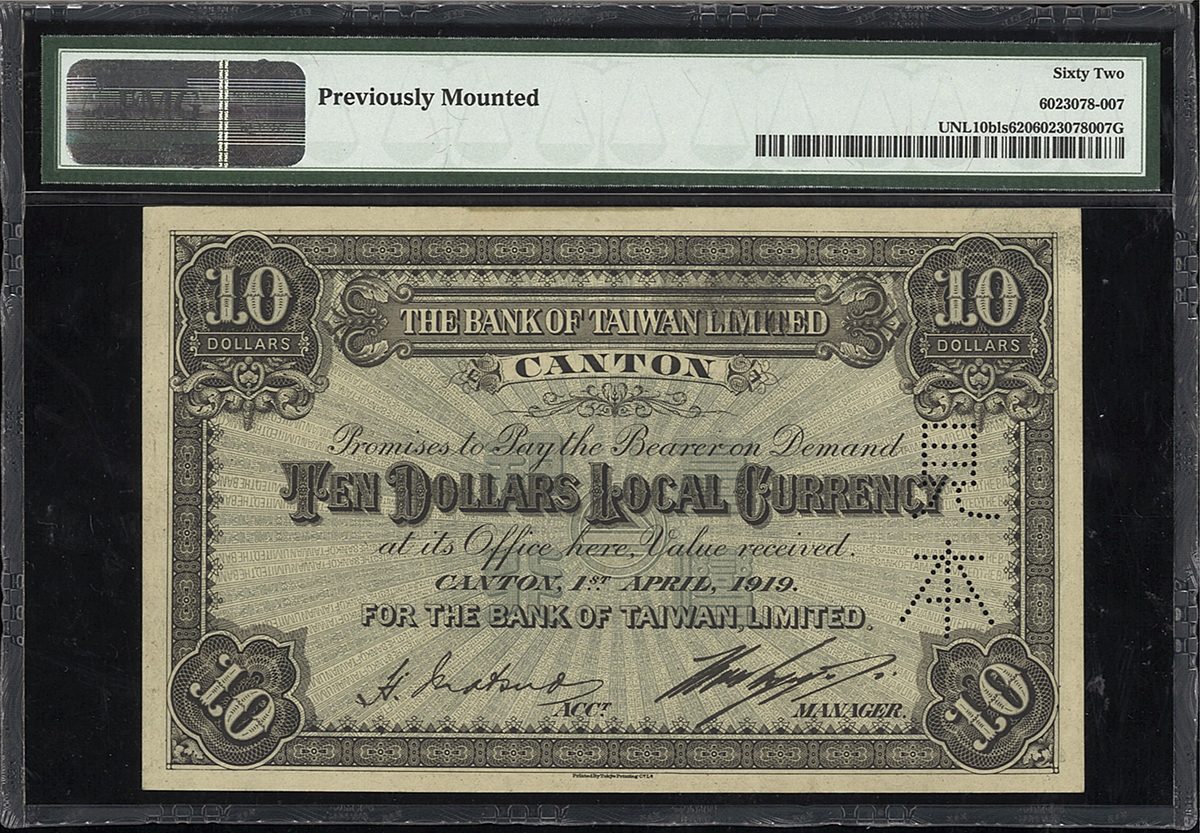 PMG
Previously Mounted
Sixty Two
6023078-007
UNL10bls6206023078007G
10
DOLLARS
10
DOLLARS
THE BANK OF TAIWAN LIMITED
CANTON
Promises to Pay the Bearer on Demand
TEN DOLLARS LOCAL CURRENCY
at its Office here, Value received.
CANTON, 1ST APRIL, 1919.
FOR THE BANK OF TAIWAN, LIMITED.
ACCT
MANAGER.
10
10
見本